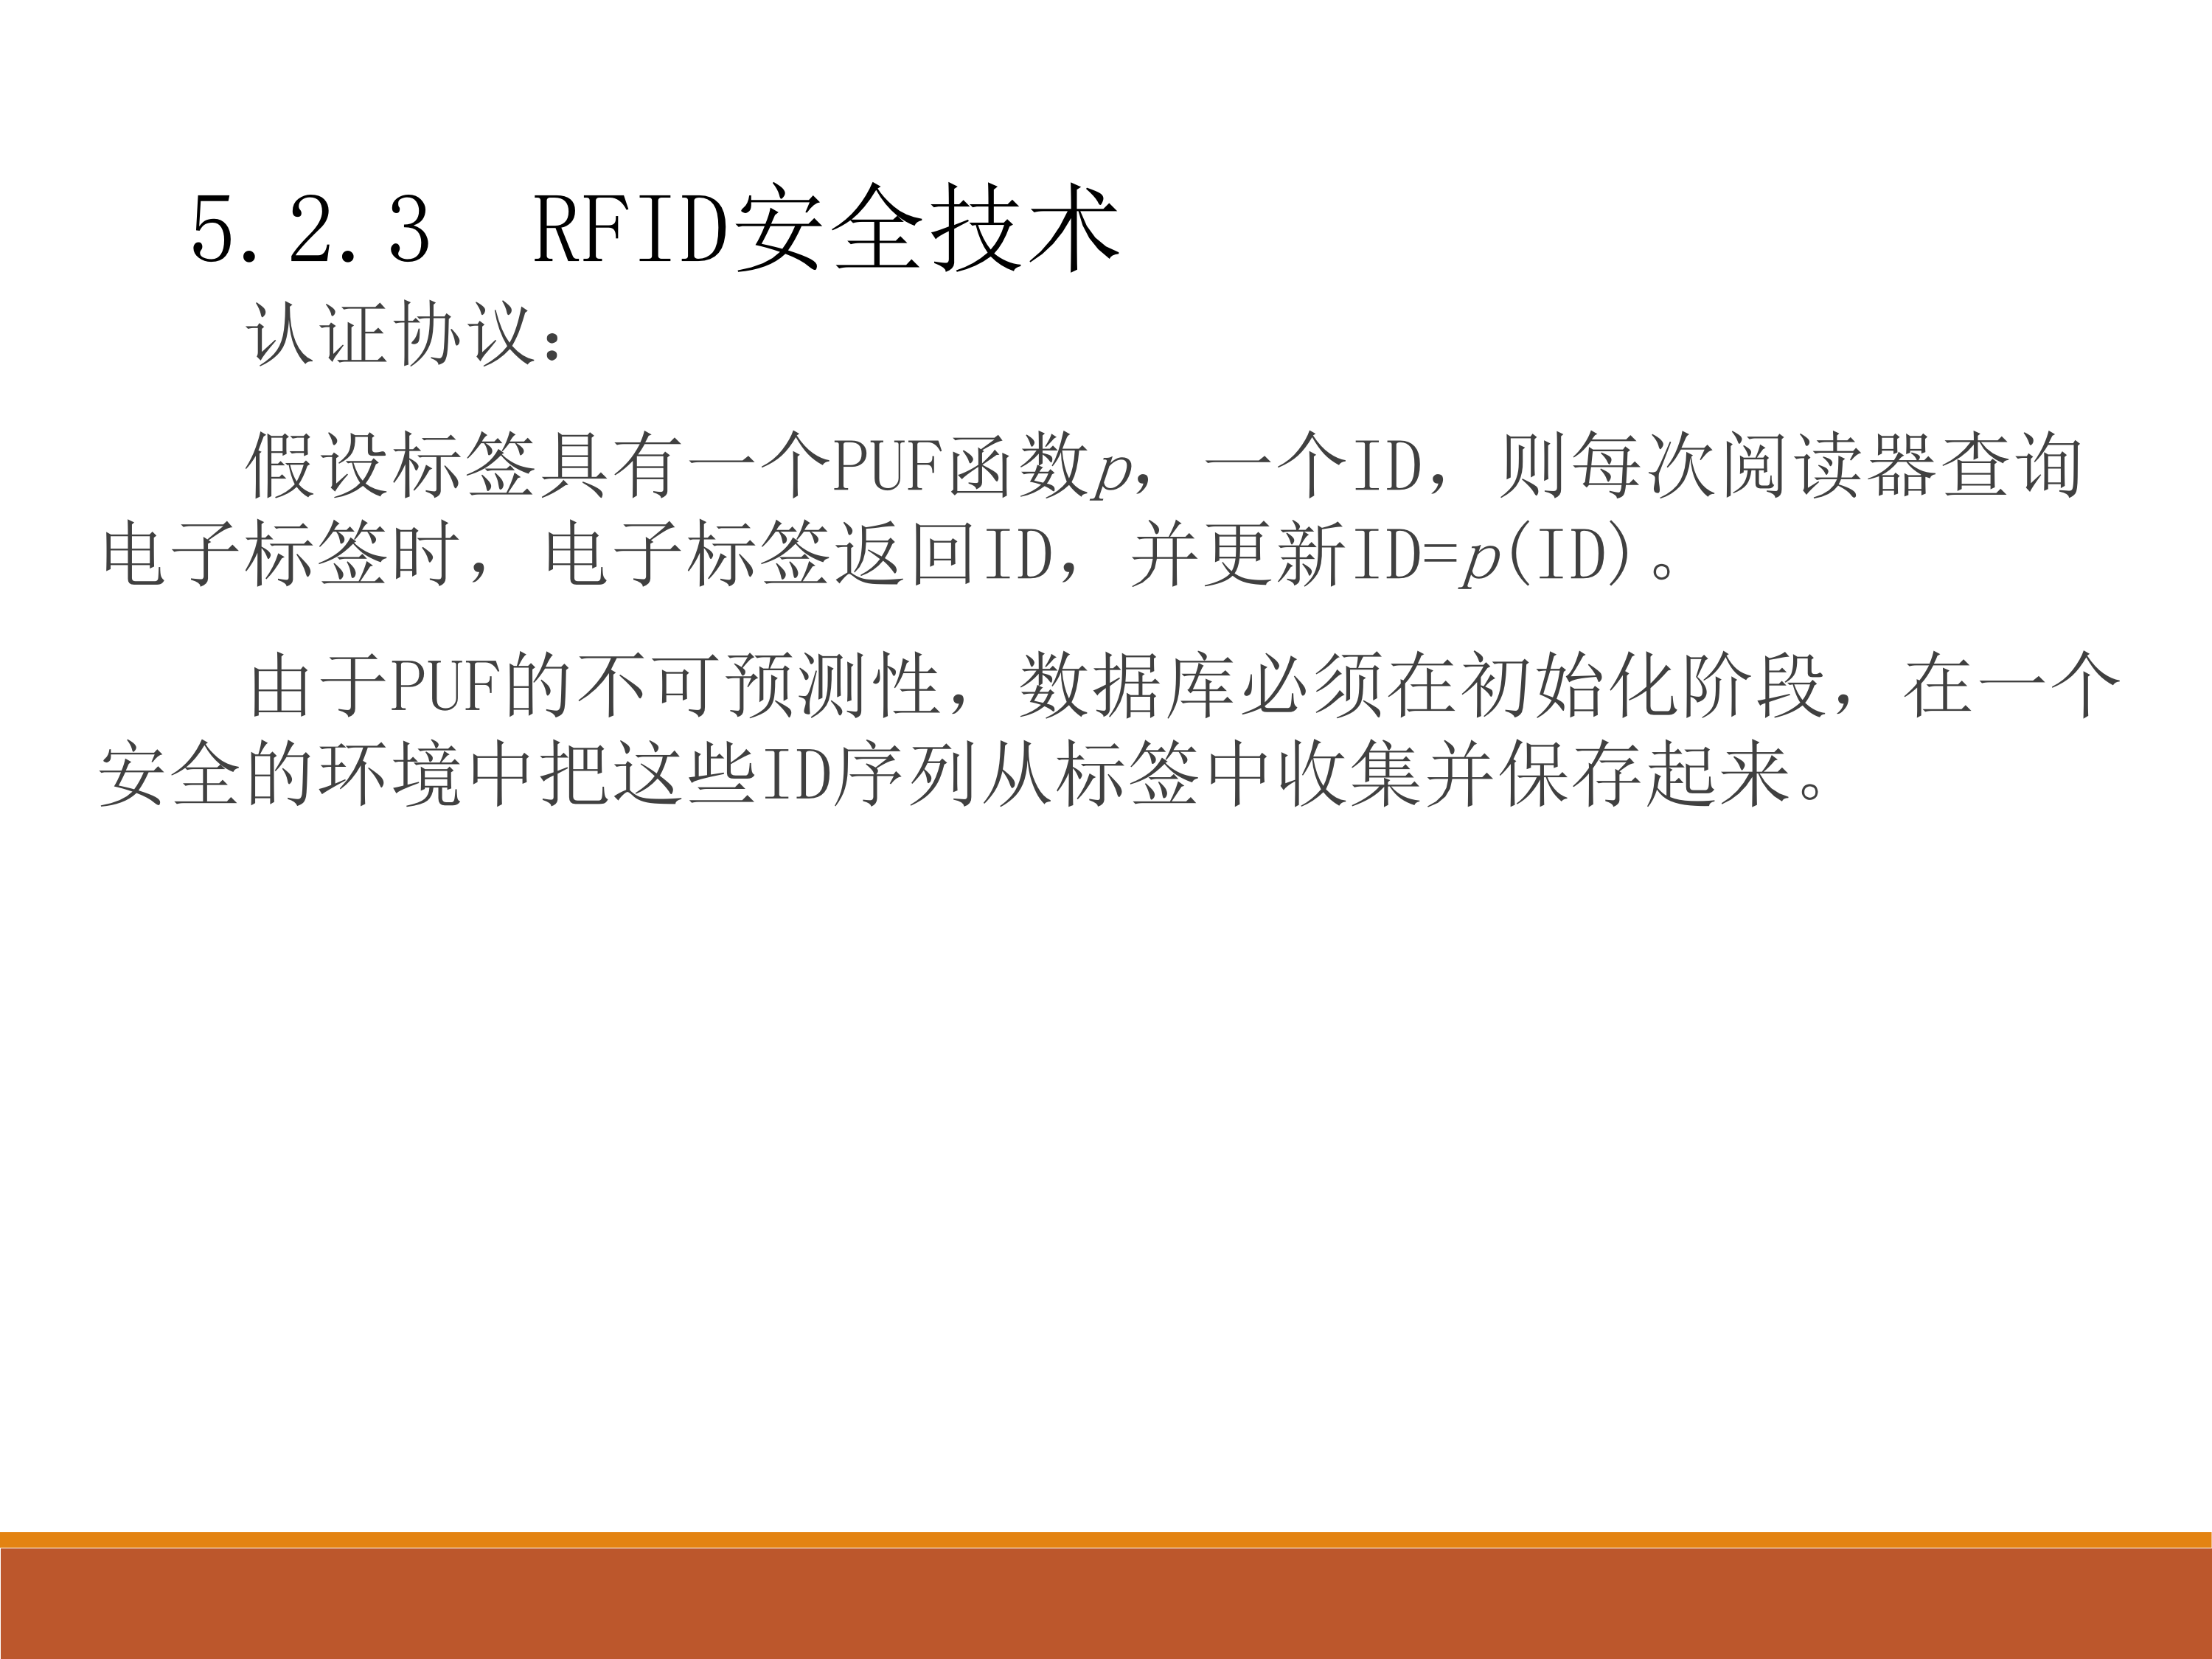 5.2.3 RFID安全技术
认证协议：
假设标签具有一个PUF函数p，一个ID，则每次阅读器查询
电子标签时，电子标签返回ID，并更新ID=p(ID)。
由于PUF的不可预测性，数据库必须在初始化阶段，在一个
安全的环境中把这些ID序列从标签中收集并保存起来。